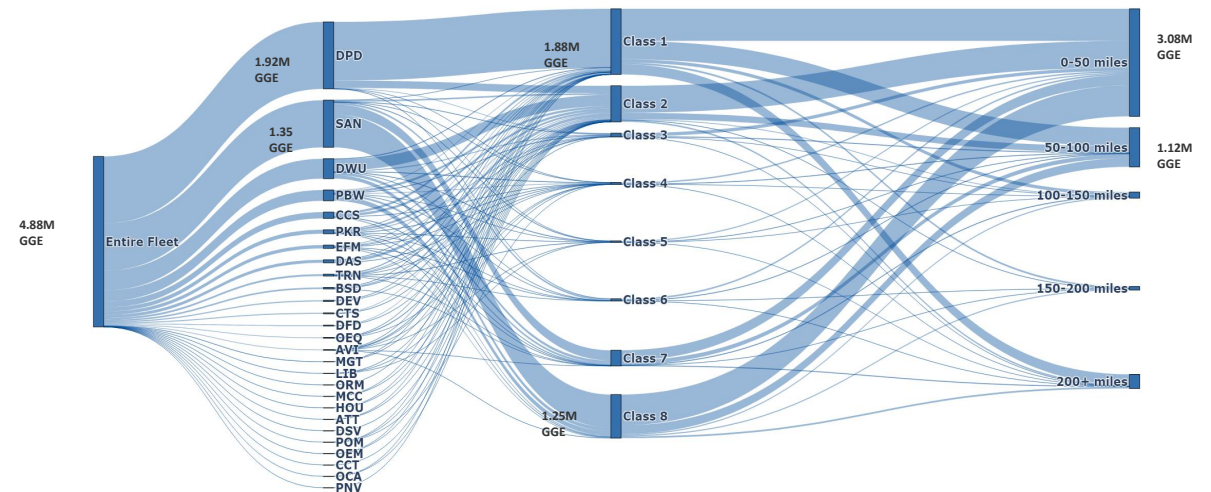 4.88M
GGE
Entire Fleet
1.92M
GGE
1.35
GGE
DPD
SAN
DWU
PBW
CCS
PKR
EFM
DAS
TRN
BSD
DEV
CTS
DFD
OEQ
AVI
MGT
LIB
ORM
MCC
HOU
ATT
DSV
POM
OEM
CCT
OCA
PNV
1.88M
GGE
1.25M
GGE
Class 1
Class 2
Class 3
Class 4
Class 5
Class 6
Class 7
Class 8
0-50 miles
50-100 miles
100-150 miles
150-200 miles
200+ miles
3.08M
GGE
1.12M
GGE